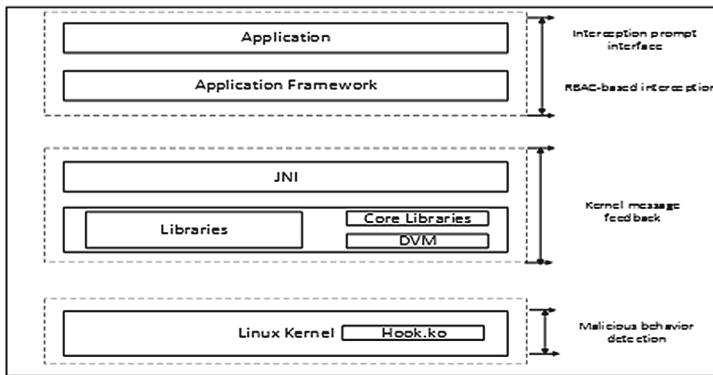 Application
Interception prompt
interface
Application Framework
RBAC-based interception
JNI
Kernel message
feedback
Libraries
Core Libraries
DVM
Linux Kernel
Hook.ko
Malicious behavior
detection